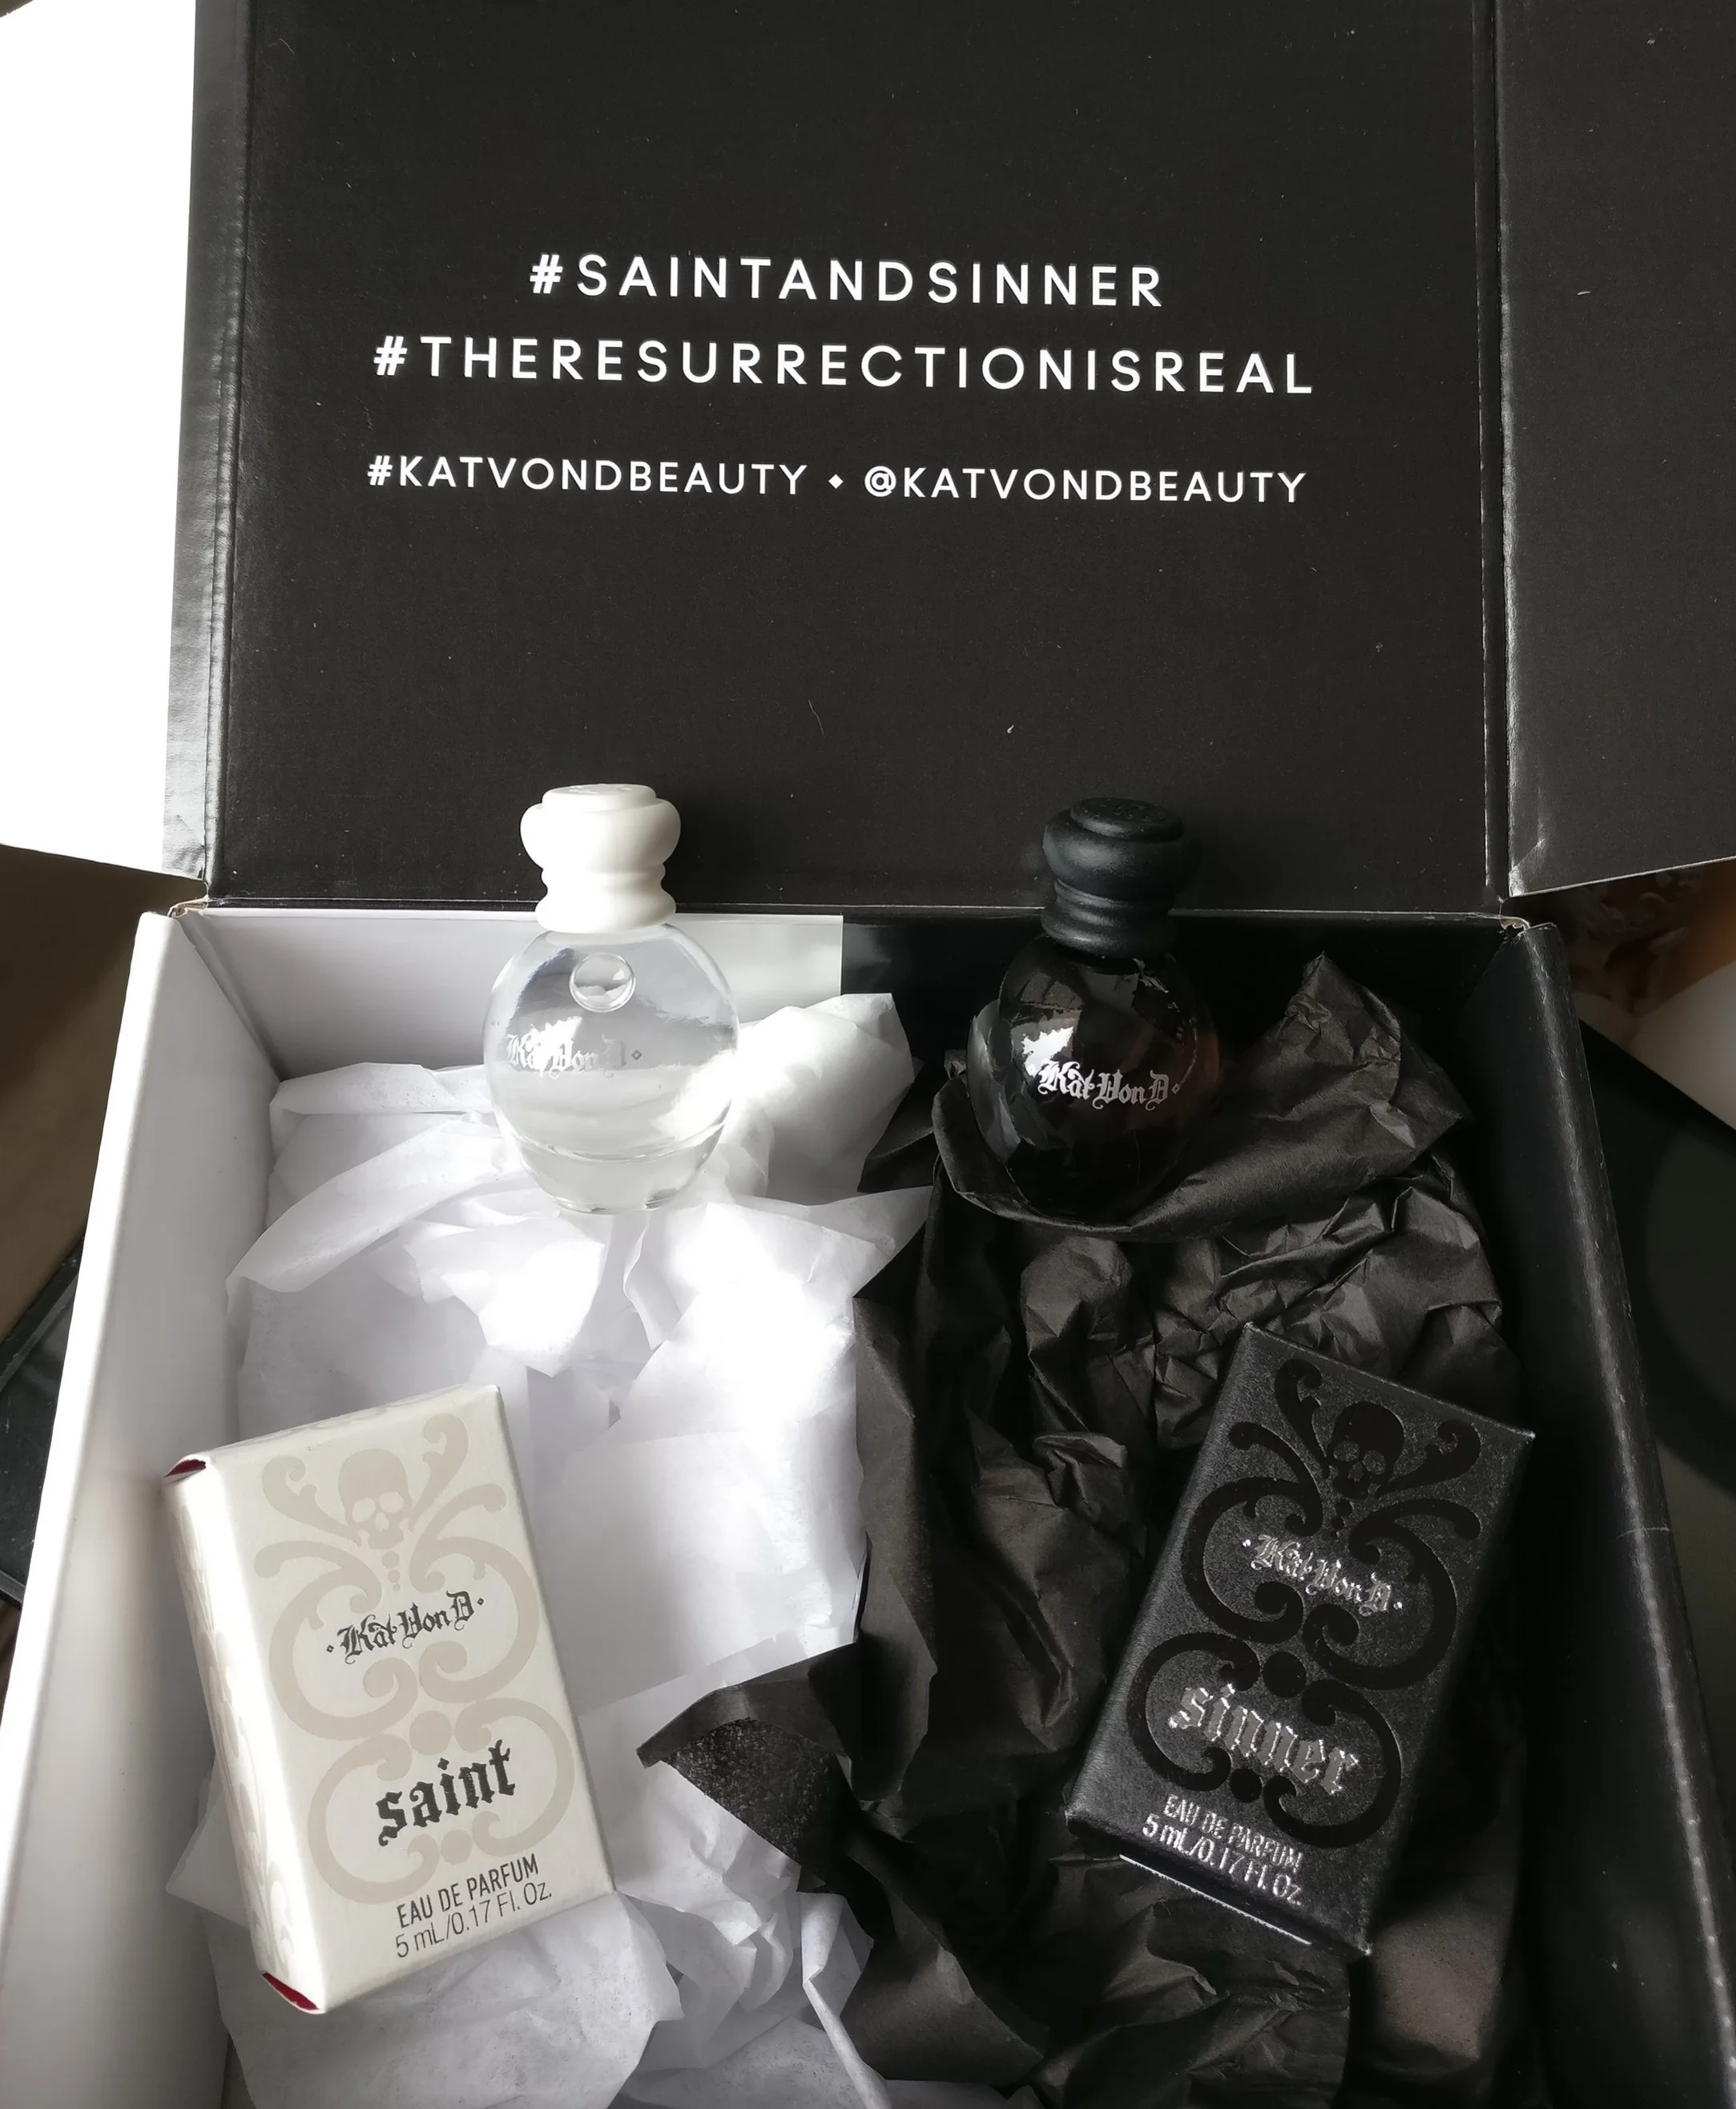 #SAINTANDSINNER
#THERESURRECTIONISREAL
#KATVONDBEAUTY ⬥ @KATVONDBEAUTY
Kat Von D
Kat Von D
Kat Von D
saint
EAU DE PARFUM
5 mL/0.17 Fl. Oz.
Kat Von D
sinner
EAU DE PARFUM
5 mL/0.17 Fl. Oz.